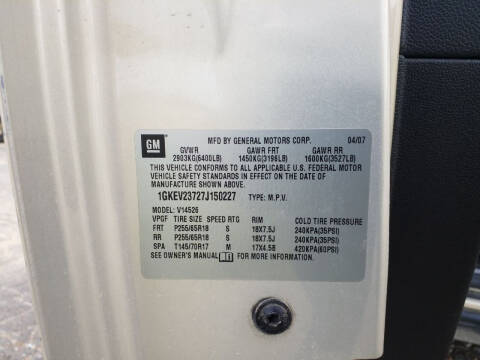 GM
MFD BY GENERAL MOTORS CORP. 04/07
GVWR GAWR FRT GAWR RR
2903KG(6400LB) 1450KG(3196LB) 1600KG(3527LB)
THIS VEHICLE CONFORMS TO ALL APPLICABLE U.S. FEDERAL MOTOR
VEHICLE SAFETY STANDARDS IN EFFECT ON THE DATE OF
MANUFACTURE SHOWN ABOVE.
1GKEV23727J150227 TYPE: M.P.V.
MODEL: V14526
VPGF TIRE SIZE SPEED RTG RIM COLD TIRE PRESSURE
FRT P255/65R18 S 18X7.5J 240KPA(35PSI)
RR P255/65R18 S 18X7.5J 240KPA(35PSI)
SPA T145/70R17 M 17X4.5B 420KPA(60PSI)
SEE OWNER'S MANUAL FOR MORE INFORMATION.